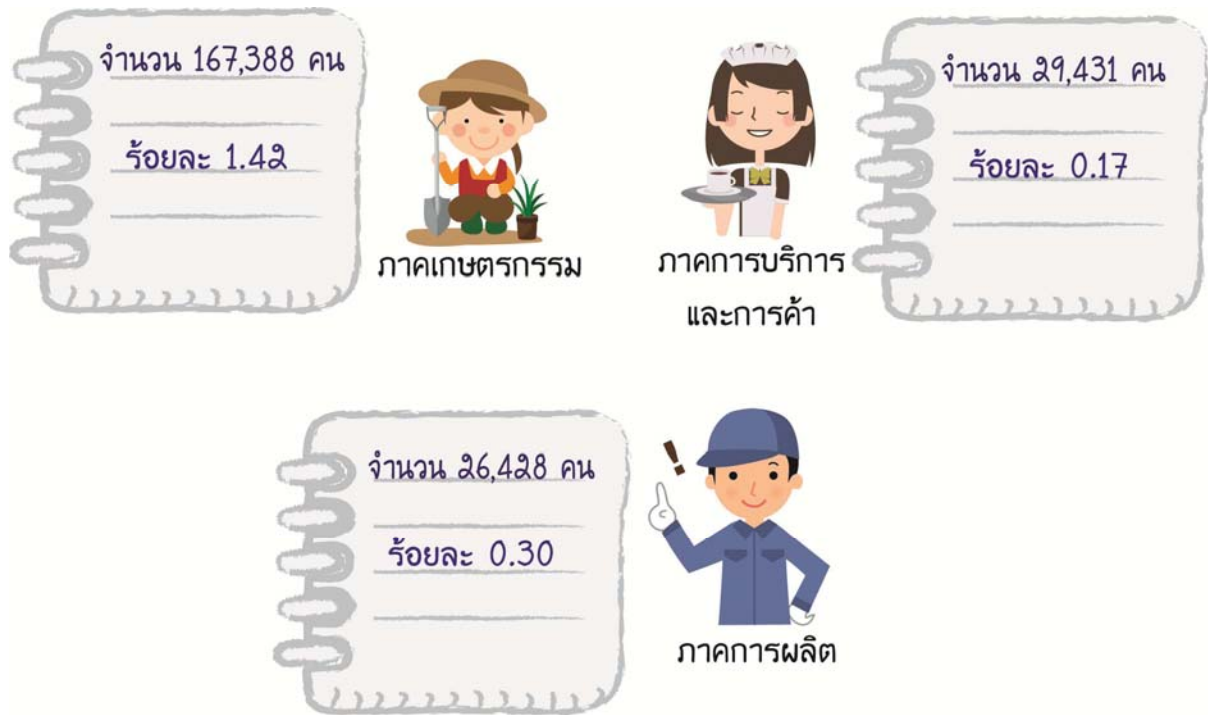 จำนวน 167,388 คน
ร้อยละ 1.42
ภาคเกษตรกรรม
จำนวน 29,431 คน
ร้อยละ 0.17
ภาคการบริการ
และการค้า
จำนวน 26,428 คน
ร้อยละ 0.30
!
ภาคการผลิต